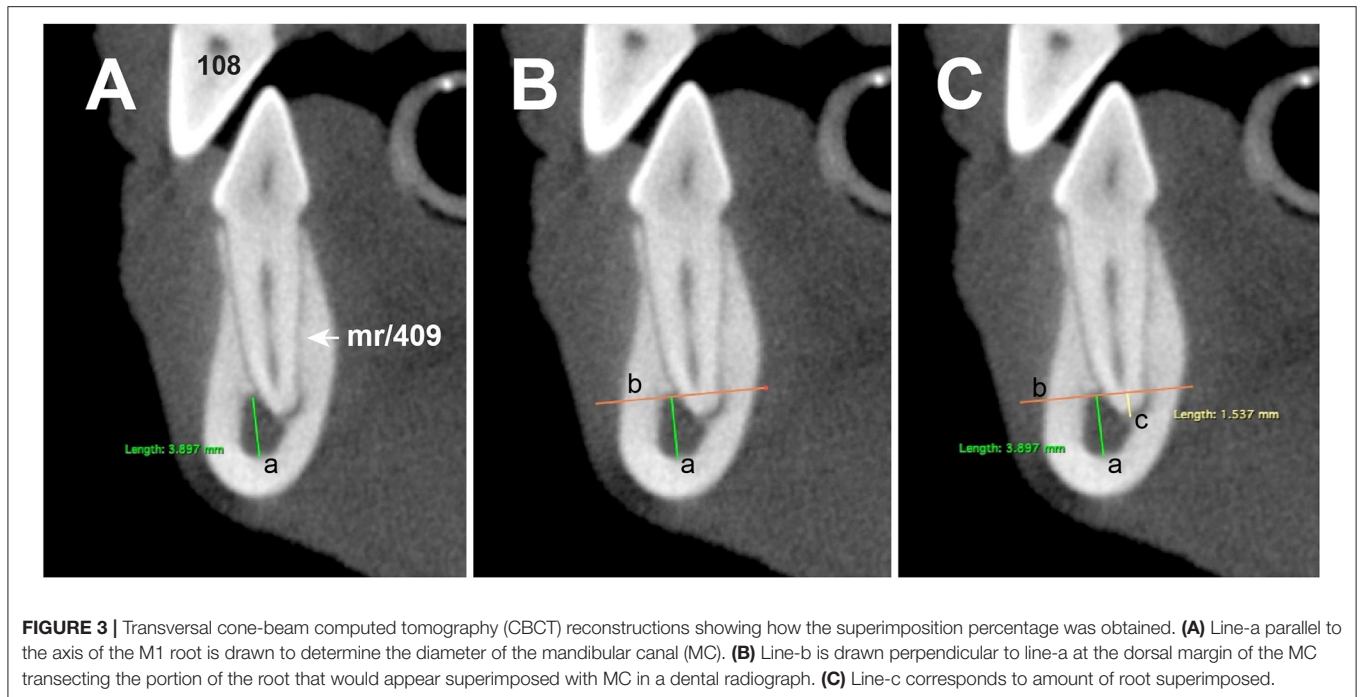 A
108
mr/409
Length: 3.897 mm
a
B
b
a
C
b
c
Length: 1.537 mm
Length: 3.897 mm
a
FIGURE 3 | Transversal cone-beam computed tomography (CBCT) reconstructions showing how the superimposition percentage was obtained. (A) Line-a parallel to
the axis of the M1 root is drawn to determine the diameter of the mandibular canal (MC). (B) Line-b is drawn perpendicular to line-a at the dorsal margin of the MC
transecting the portion of the root that would appear superimposed with MC in a dental radiograph. (C) Line-c corresponds to amount of root superimposed.